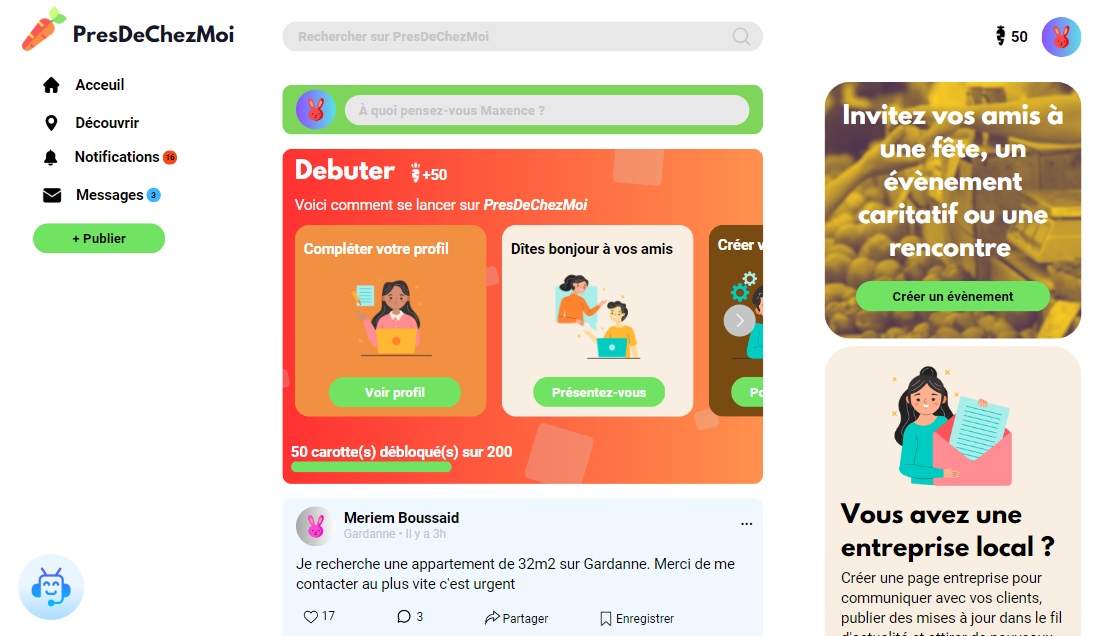 PresDeChezMoi
Rechercher sur PresDeChezMoi
50
Acceuil
Découvrir
Notifications 16
Messages 3
+ Publier
À quoi pensez-vous Maxence ?
Debuter +50
Voici comment se lancer sur PresDeChezMoi
Compléter votre profil
Voir profil
Dîtes bonjour à vos amis
Présentez-vous
Créer
50 carotte(s) débloqué(s) sur 200
Meriem Boussaid
Gardanne • Il y a 3h
...
Je recherche une appartement de 32m2 sur Gardanne. Merci de me
contacter au plus vite c'est urgent
17
3
Partager
Enregistrer
Invitez vos amis à
une fête, un
évènement
caritatif ou une
rencontre
Créer un évènement
Vous avez une
entreprise local ?
Créer une page entreprise pour
communiquer avec vos clients,
publier des mises à jour dans le fil